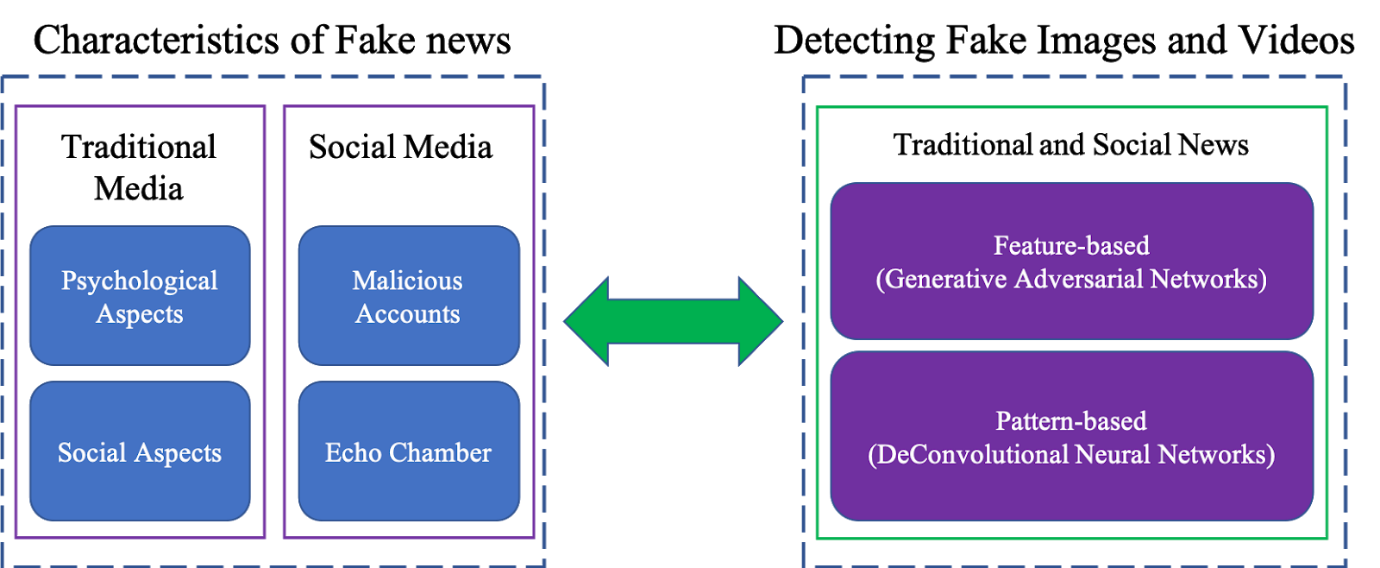 Characteristics of Fake news
Traditional
Media
Psychological
Aspects
Social Aspects
Social Media
Malicious
Accounts
Echo Chamber
Detecting Fake Images and Videos
Traditional and Social News
Feature-based
(Generative Adversarial Networks)
Pattern-based
(DeConvolutional Neural Networks)